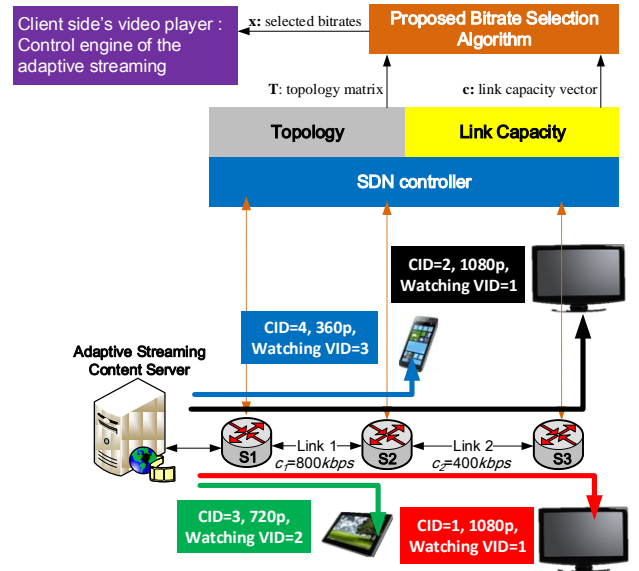 Client side's video player :
Control engine of the
adaptive streaming
x: selected bitrates
Proposed Bitrate Selection
Algorithm
T: topology matrix
c: link capacity vector
Topology
Link Capacity
SDN controller
CID=2, 1080p,
Watching VID=1
CID=4, 360p,
Watching VID=3
Adaptive Streaming
Content Server
Link 1
c₁=800kbps
Link 2
c₂=400kbps
S1
S2
S3
CID=3, 720p,
Watching VID=2
CID=1, 1080p,
Watching VID=1